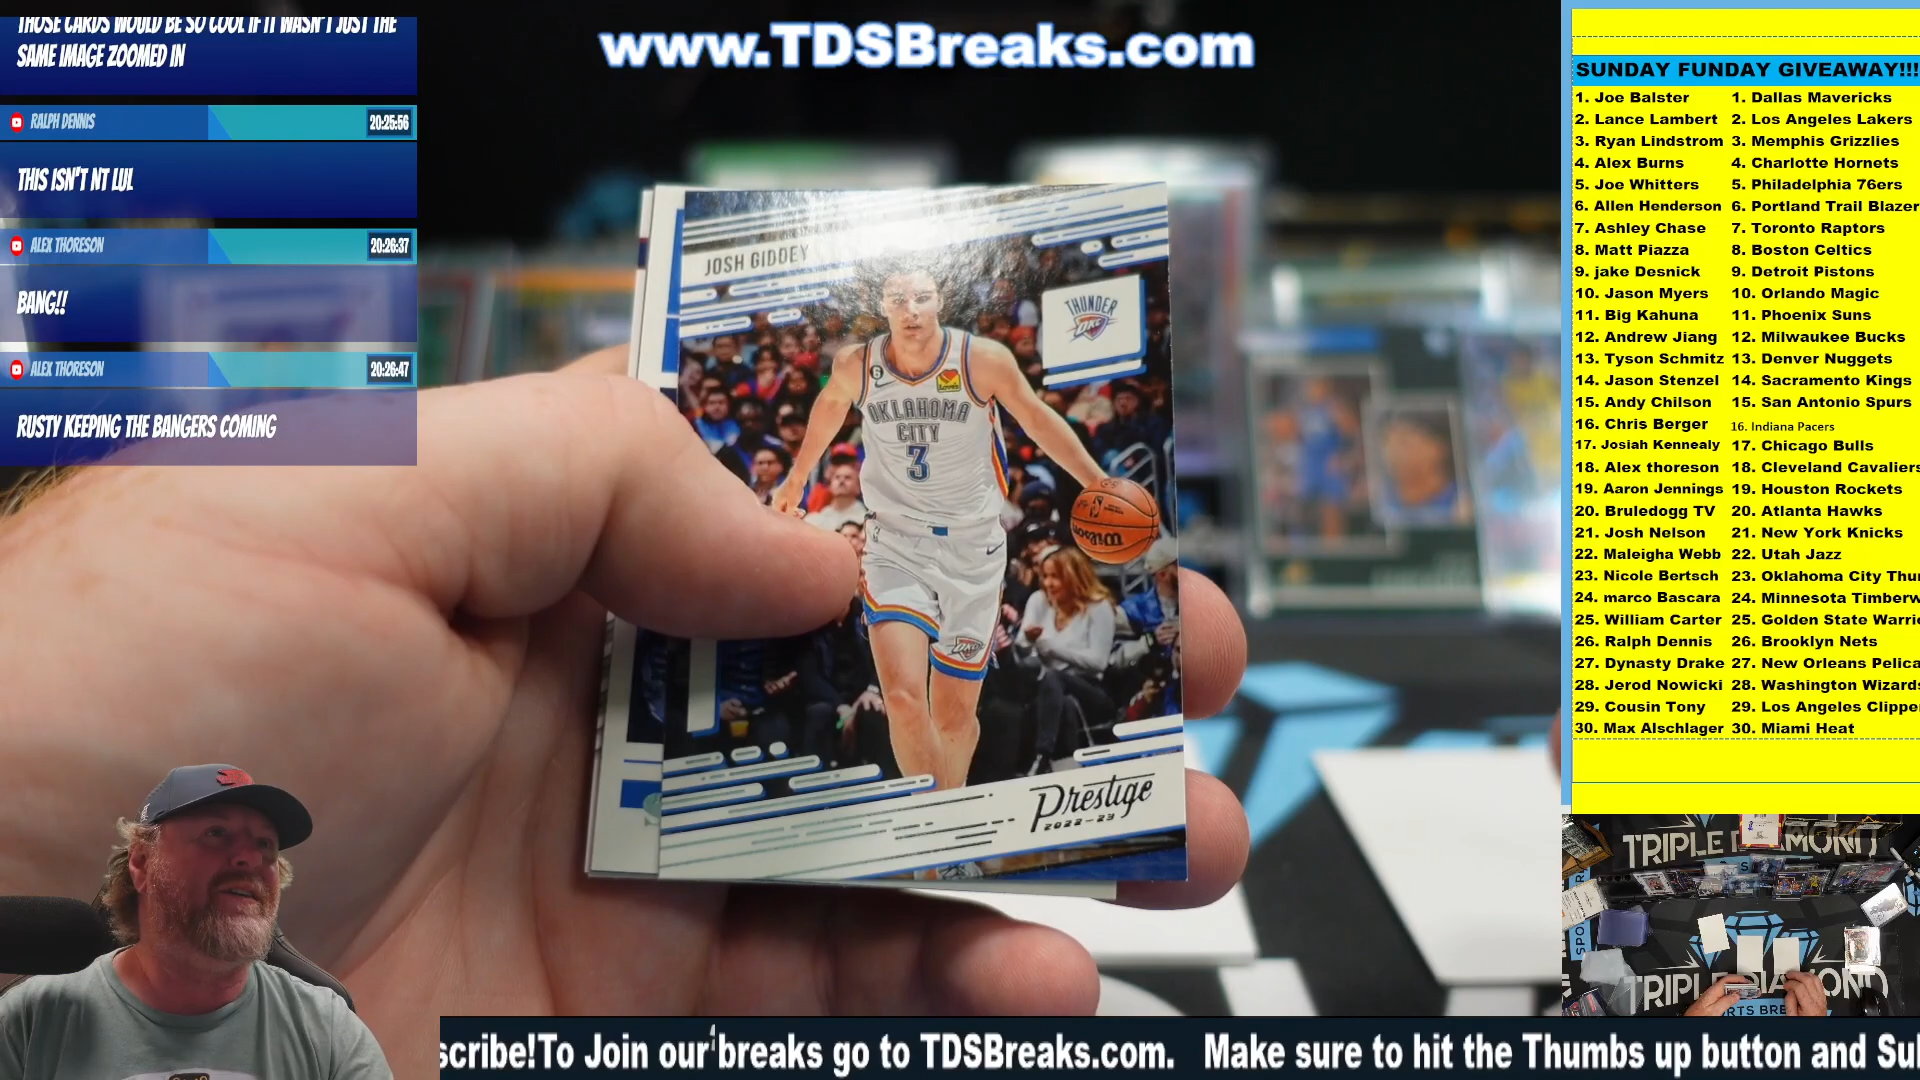 THOSE CARDS WOULD BE SO COOL IF IT WASN'T JUST THE
SAME IMAGE ZOOMED IN
RALPH DENNIS
20:25:56
THIS ISN'T NT LUL
ALEX THORESON
20:26:37
BANG!!
ALEX THORESON
20:26:47
RUSTY KEEPING THE BANGERS COMING
www.TDSBreaks.com
JOSH GIDDEY
THUNDER
OKC
6
OKLAHOMA
CITY
3
Wilson
Prestige
2022-23
SUNDAY FUNDAY GIVEAWAY!!!
1. Joe Balster 1. Dallas Mavericks
2. Lance Lambert 2. Los Angeles Lakers
3. Ryan Lindstrom 3. Memphis Grizzlies
4. Alex Burns 4. Charlotte Hornets
5. Joe Whitters 5. Philadelphia 76ers
6. Allen Henderson 6. Portland Trail Blazer
7. Ashley Chase 7. Toronto Raptors
8. Matt Piazza 8. Boston Celtics
9. jake Desnick 9. Detroit Pistons
10. Jason Myers 10. Orlando Magic
11. Big Kahuna 11. Phoenix Suns
12. Andrew Jiang 12. Milwaukee Bucks
13. Tyson Schmitz 13. Denver Nuggets
14. Jason Stenzel 14. Sacramento Kings
15. Andy Chilson 15. San Antonio Spurs
16. Chris Berger 16. Indiana Pacers
17. Josiah Kennealy 17. Chicago Bulls
18. Alex thoreson 18. Cleveland Cavaliers
19. Aaron Jennings 19. Houston Rockets
20. Bruledogg TV 20. Atlanta Hawks
21. Josh Nelson 21. New York Knicks
22. Maleigha Webb 22. Utah Jazz
23. Nicole Bertsch 23. Oklahoma City Thu
24. marco Bascara 24. Minnesota Timberw
25. William Carter 25. Golden State Warri
26. Ralph Dennis 26. Brooklyn Nets
27. Dynasty Drake 27. New Orleans Pelica
28. Jerod Nowicki 28. Washington Wizards
29. Cousin Tony 29. Los Angeles Clippe
30. Max Alschlager 30. Miami Heat
TRIPLE DIAMOND
TRIPLE DIAMOND
scribe!To Join our breaks go to TDSBreaks.com. Make sure to hit the Thumbs up button and Su